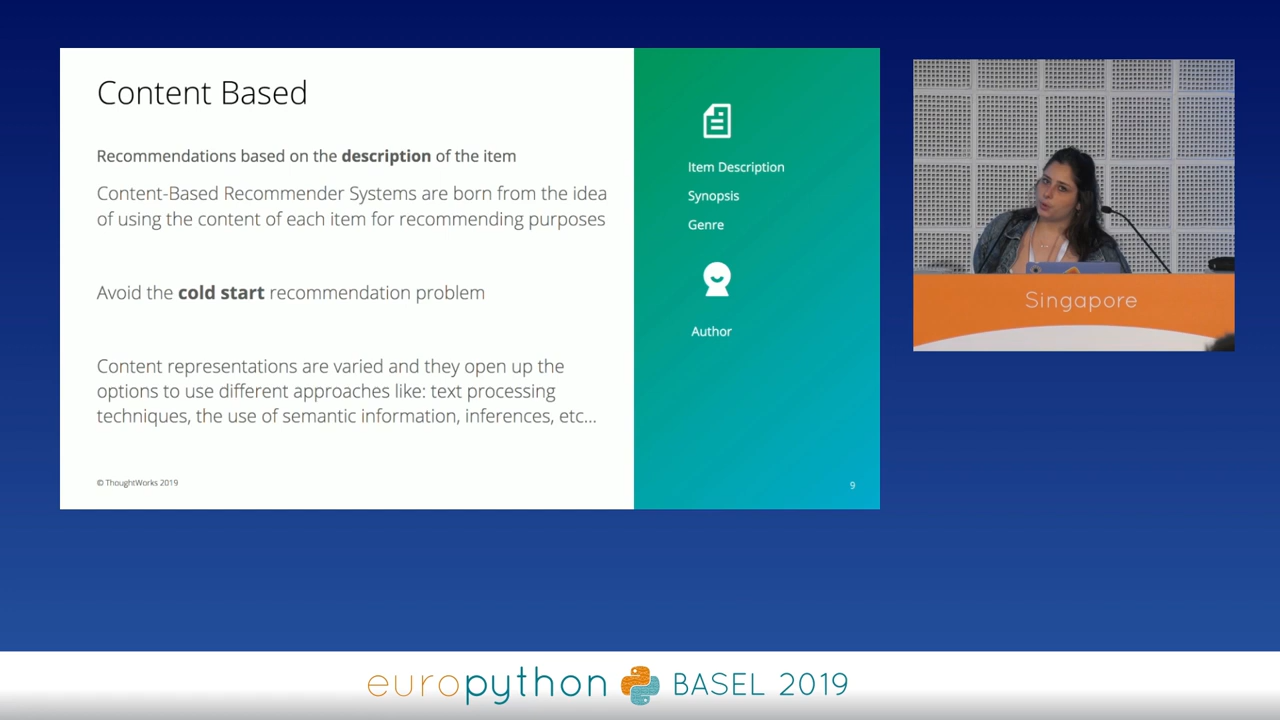 Content Based
Recommendations based on the description of the item
Content-Based Recommender Systems are born from the idea
of using the content of each item for recommending purposes
Avoid the cold start recommendation problem
Content representations are varied and they open up the
options to use different approaches like: text processing
techniques, the use of semantic information, inferences, etc...
© ThoughtWorks 2019
Item Description
Synopsis
Genre
Author
9
Singapore
europython BASEL 2019